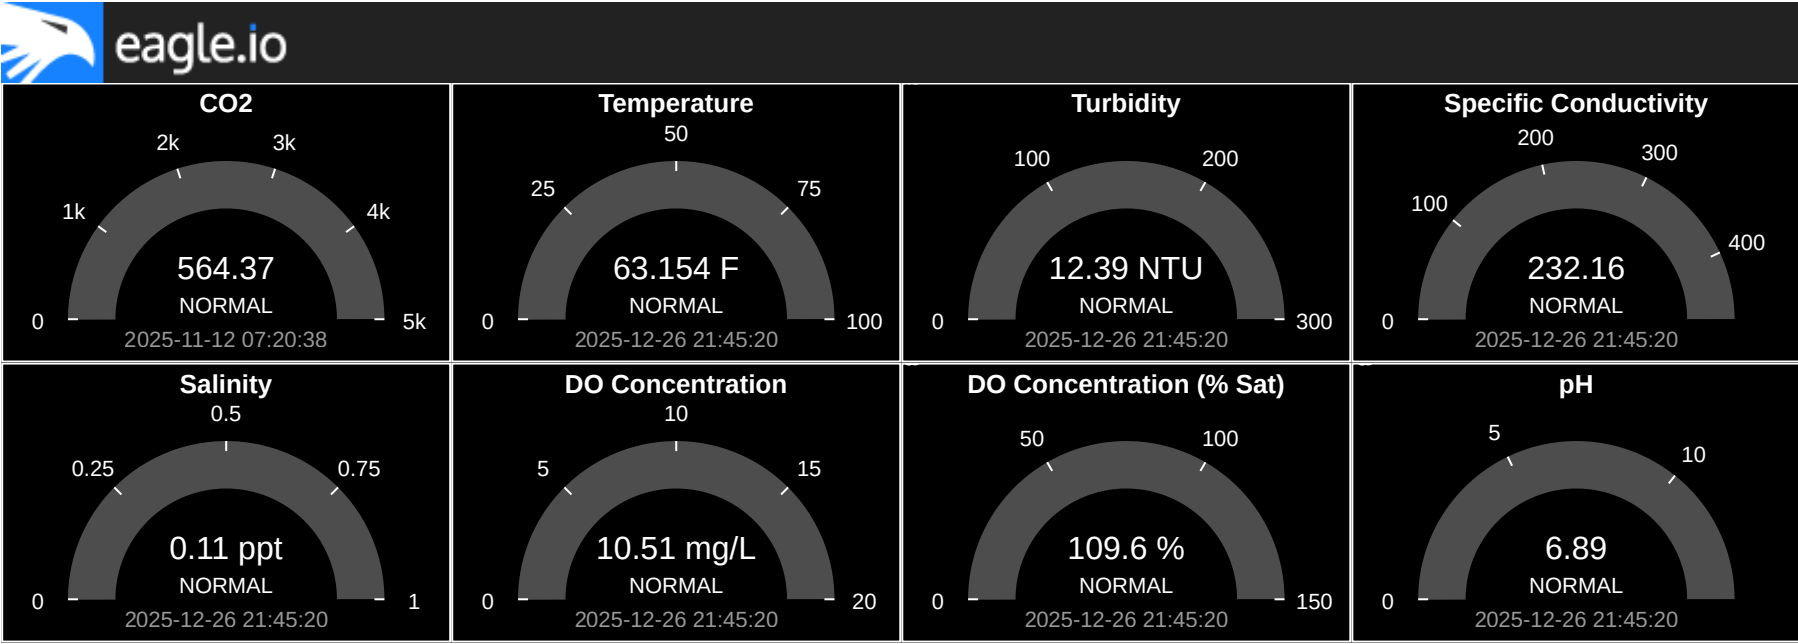 eagle.io
CO2
2k
3k
1k
4k
564.37
NORMAL
0
5k
2025-11-12 07:20:38
Temperature
50
25
75
63.154 F
NORMAL
0
100
2025-12-26 21:45:20
Turbidity
100
200
12.39 NTU
NORMAL
0
300
2025-12-26 21:45:20
Specific Conductivity
200
300
100
400
232.16
NORMAL
0
2025-12-26 21:45:20
Salinity
0.5
0.25
0.75
0.11 ppt
NORMAL
0
1
2025-12-26 21:45:20
DO Concentration
10
5
15
10.51 mg/L
NORMAL
0
20
2025-12-26 21:45:20
DO Concentration (% Sat)
50
100
109.6 %
NORMAL
0
150
2025-12-26 21:45:20
pH
5
10
6.89
NORMAL
0
2025-12-26 21:45:20